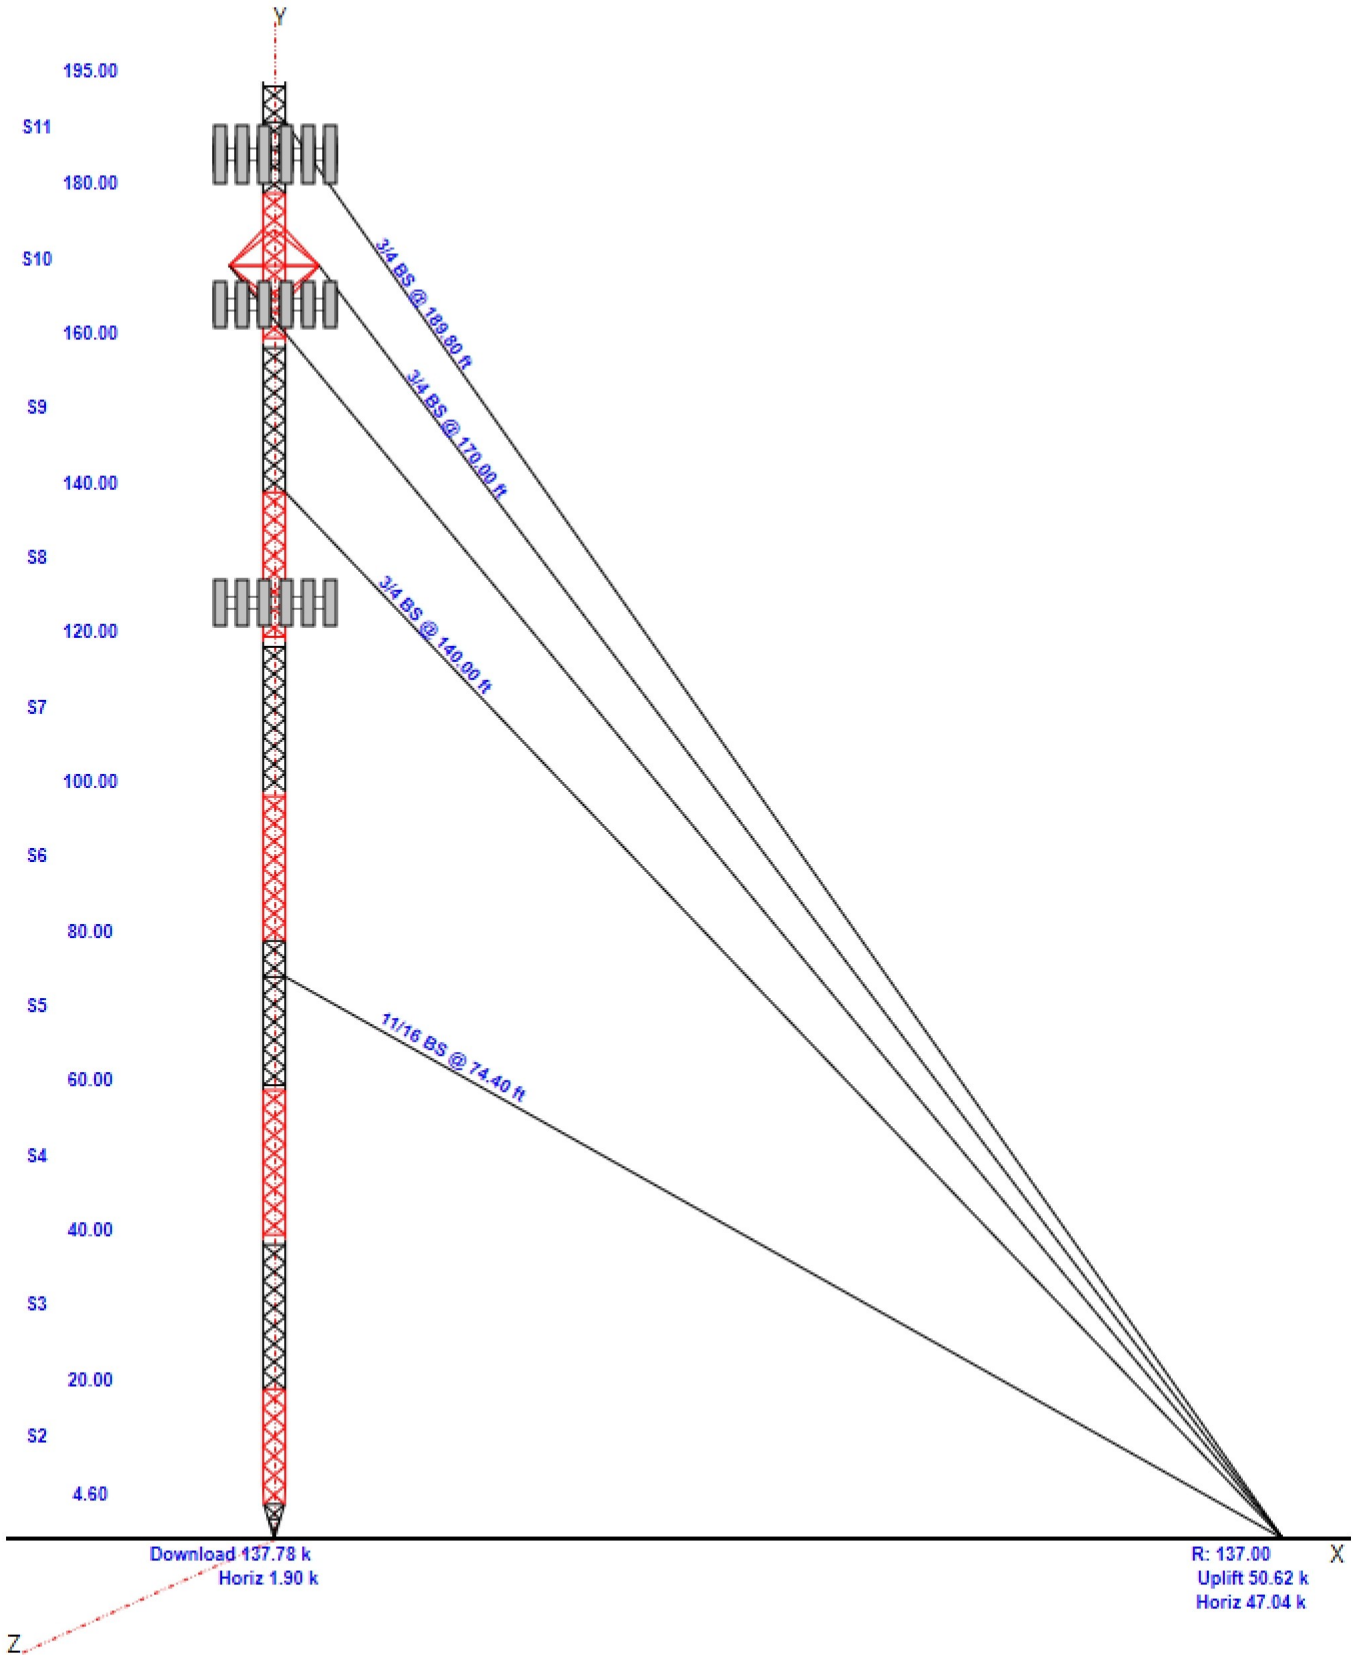 Y
195.00
S11
180.00
S10
3/4 BS @ 189.80 ft
160.00
3/4 BS @ 170.00 ft
S9
140.00
S8
3/4 BS @ 140.00 ft
120.00
S7
100.00
S6
80.00
S5
11/16 BS @ 74.40 ft
60.00
S4
40.00
S3
20.00
S2
4.60
Download 137.78 k
Horiz 1.90 k
R: 137.00
X
Uplift 50.62 k
Horiz 47.04 k
Z